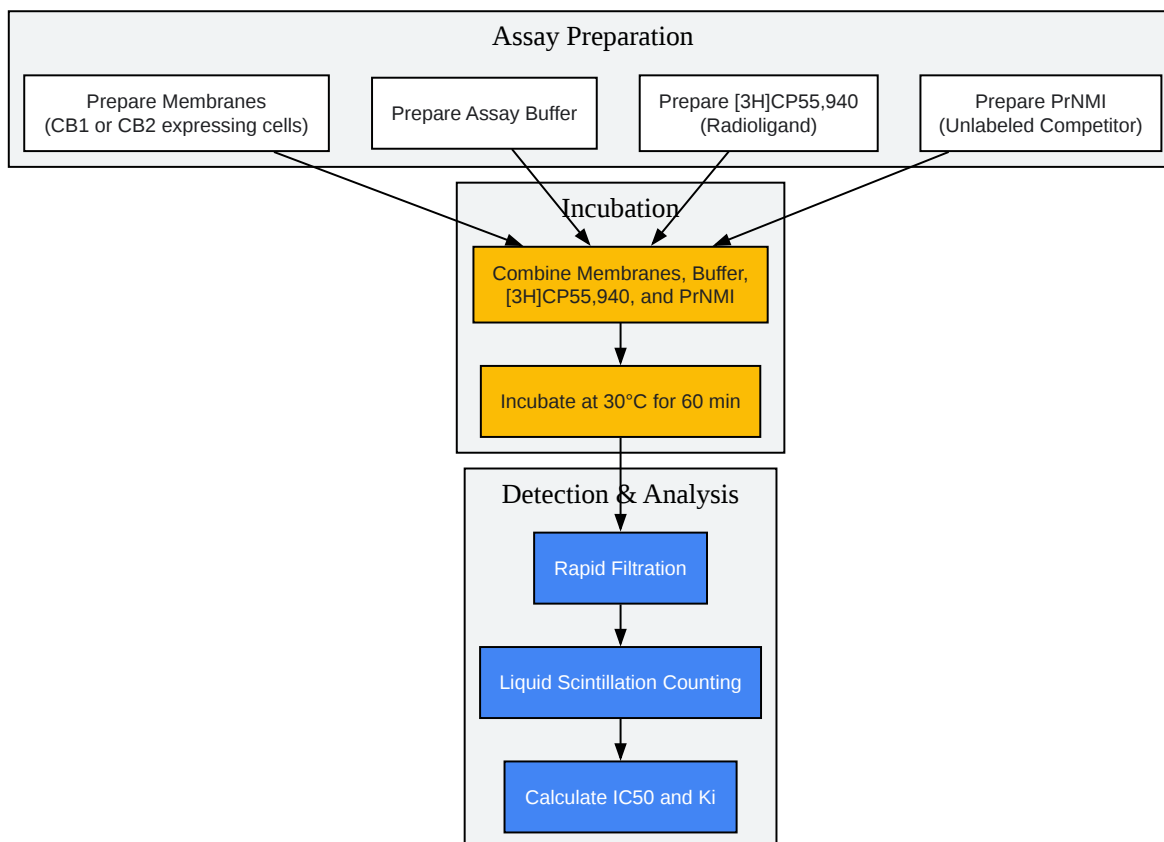 Assay Preparation
Prepare Membranes
(CB1 or CB2 expressing cells)
Prepare Assay Buffer
Prepare [3H]CP55,940
(Radioligand)
Prepare PrNMI
(Unlabeled Competitor)
Incubation
Combine Membranes, Buffer,
[3H]CP55,940, and PrNMI
Incubate at 30°C for 60 min
Detection & Analysis
Rapid Filtration
Liquid Scintillation Counting
Calculate IC50 and Ki